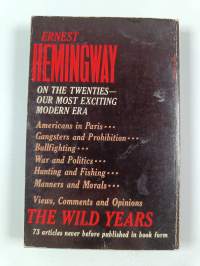 ERNEST
HEMINGWAY
ON THE TWENTIES—
OUR MOST EXCITING
MODERN ERA
Americans in Paris •••
Gangsters and Prohibition •••
Bullfighting •••
War and Politics •••
Hunting and Fishing •••
Manners and Morals •••
Views, Comments and Opinions
THE WILD YEARS
73 articles never before published in book form